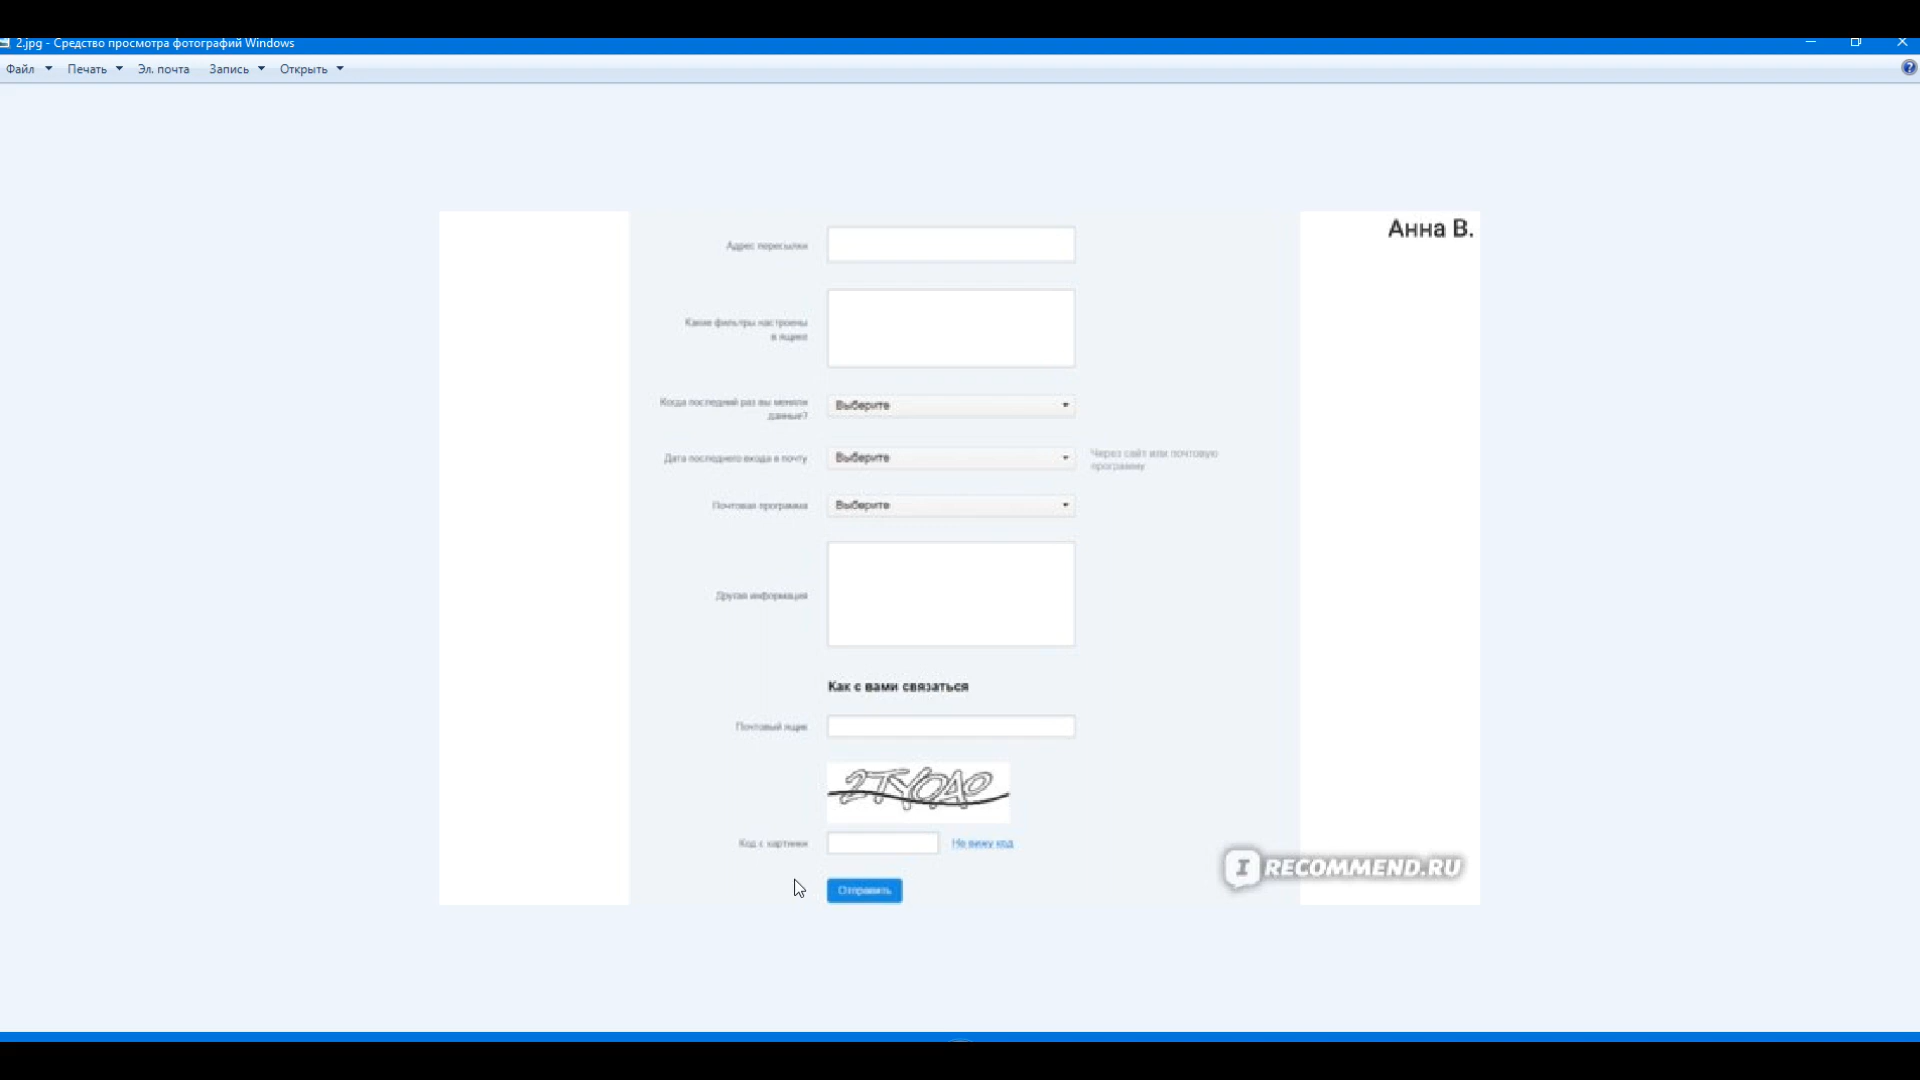 2.jpg - Средство просмотра фотографий Windows
Файл Печать Эл. почта Запись Открыть
Анна В.
Адрес пересылки
Какие фильтры настроены
в ящике
Когда последний раз вы меняли
данные?
Выберите
Дата последнего входа в почту
Выберите
Через сайт или почтовую
программу
Почтовая программа
Выберите
Другая информация
Как с вами связаться
Почтовый ящик
Код с картинки
Не вижу код
Отправить
I RECOMMEND.RU